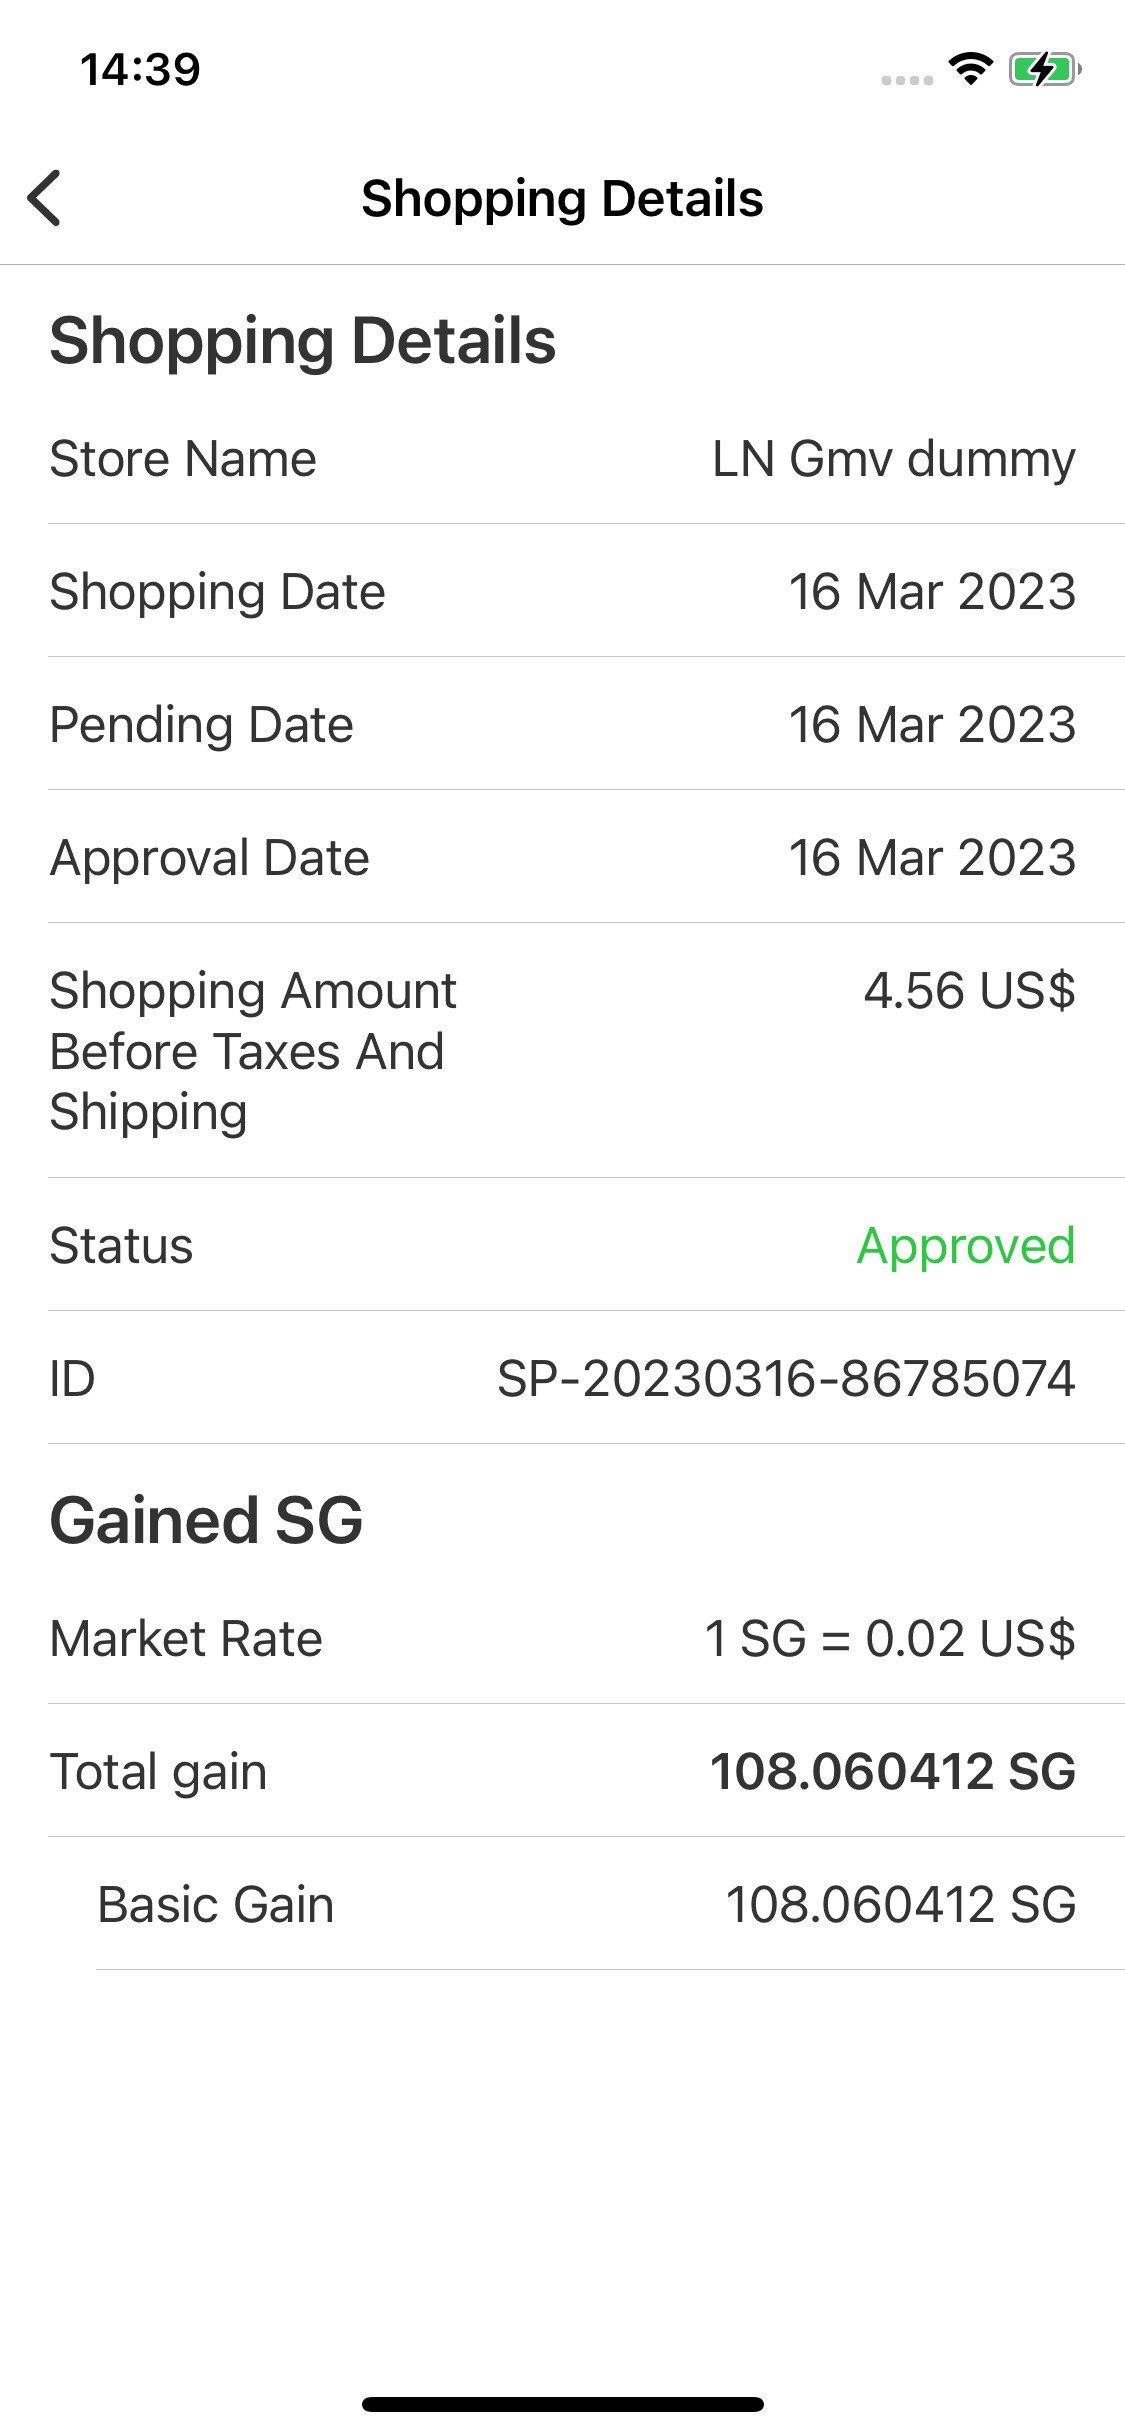 14:39
Shopping Details
Shopping Details
Store Name LN Gmv dummy
Shopping Date 16 Mar 2023
Pending Date 16 Mar 2023
Approval Date 16 Mar 2023
Shopping Amount 4.56 US$
Before Taxes And
Shipping
Status Approved
ID SP-20230316-86785074
Gained SG
Market Rate 1 SG = 0.02 US$
Total gain 108.060412 SG
Basic Gain 108.060412 SG